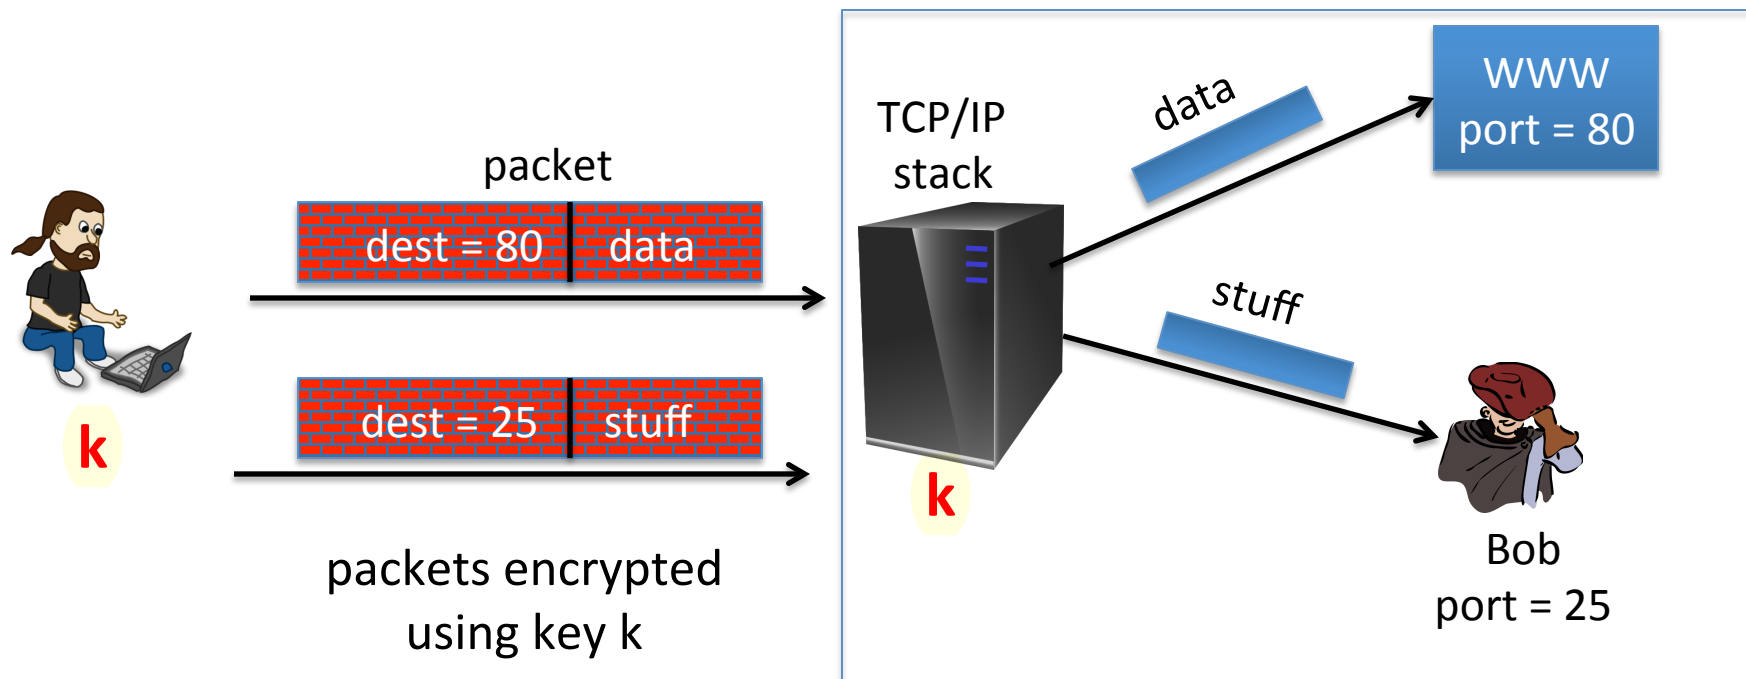 packet
dest = 80 data
k
dest = 25 stuff
packets encrypted
using key k
TCP/IP
stack
k
data
WWW
port = 80
stuff
Bob
port = 25